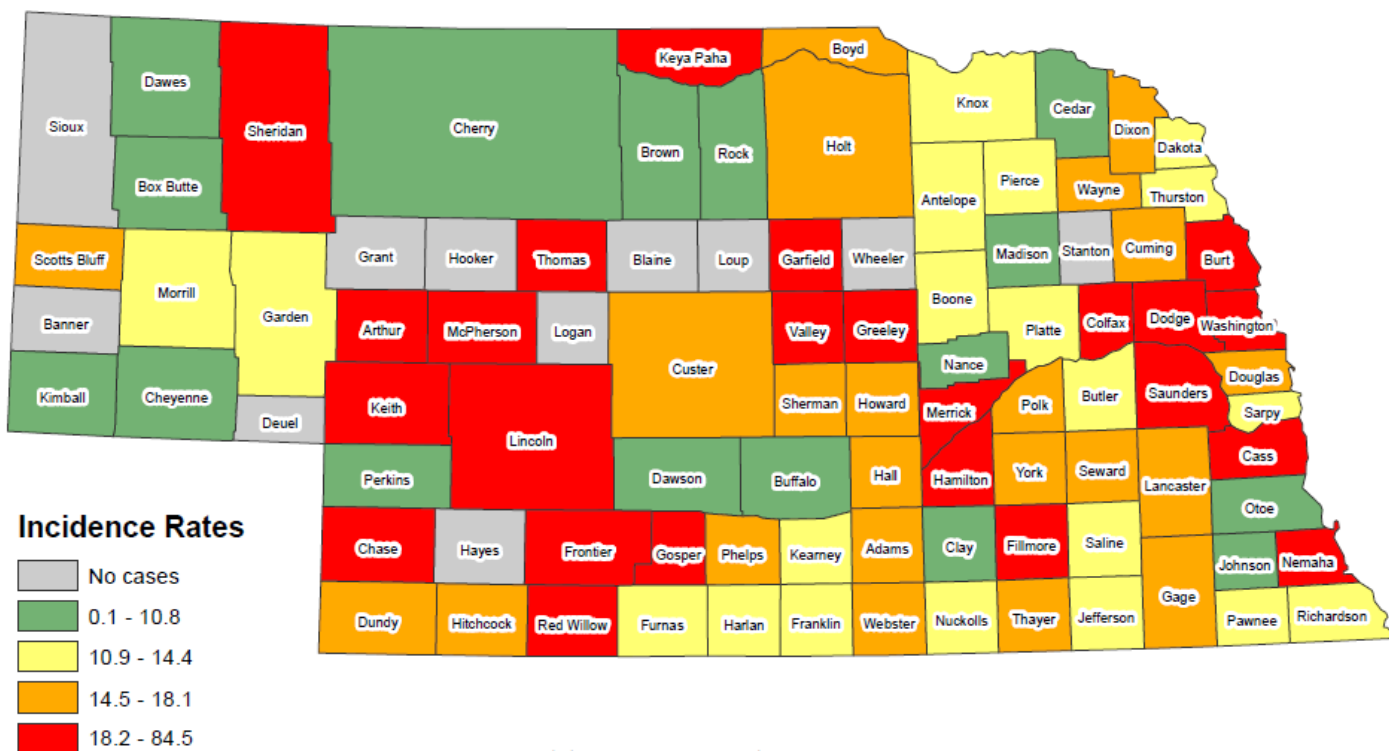 Keya Paha
Boyd
Dawes
Knox
Cedar
Sioux
Sheridan
Cherry
Dixon
Holt
Brown
Rock
Dakota
Box Butte
Pierce
Wayne
Thurston
Antelope
Scotts Bluff
Grant
Hooker
Thomas
Blaine
Loup
Garfield
Wheeler
Madison
Stanton
Cuming
Burt
Morrill
Garden
Boone
Banner
Arthur
McPherson
Logan
Valley
Greeley
Platte
Colfax
Dodge
Washington
Nance
Custer
Douglas
Kimball
Cheyenne
Keith
Sherman
Howard
Merrick
Polk
Butler
Saunders
Sarpy
Deuel
Lincoln
Cass
Perkins
Dawson
Buffalo
Hall
Hamilton
York
Seward
Lancaster
Otoe
Incidence Rates
Chase
Hayes
Frontier
Gosper
Phelps
Kearney
Adams
Clay
Fillmore
Saline
Johnson
Nemaha
No cases
Gage
0.1 - 10.8
Dundy
Hitchcock
Red Willow
Furnas
Harlan
Franklin
Webster
Nuckolls
Thayer
Jefferson
Pawnee
Richardson
10.9 - 14.4
14.5 - 18.1
18.2 - 84.5